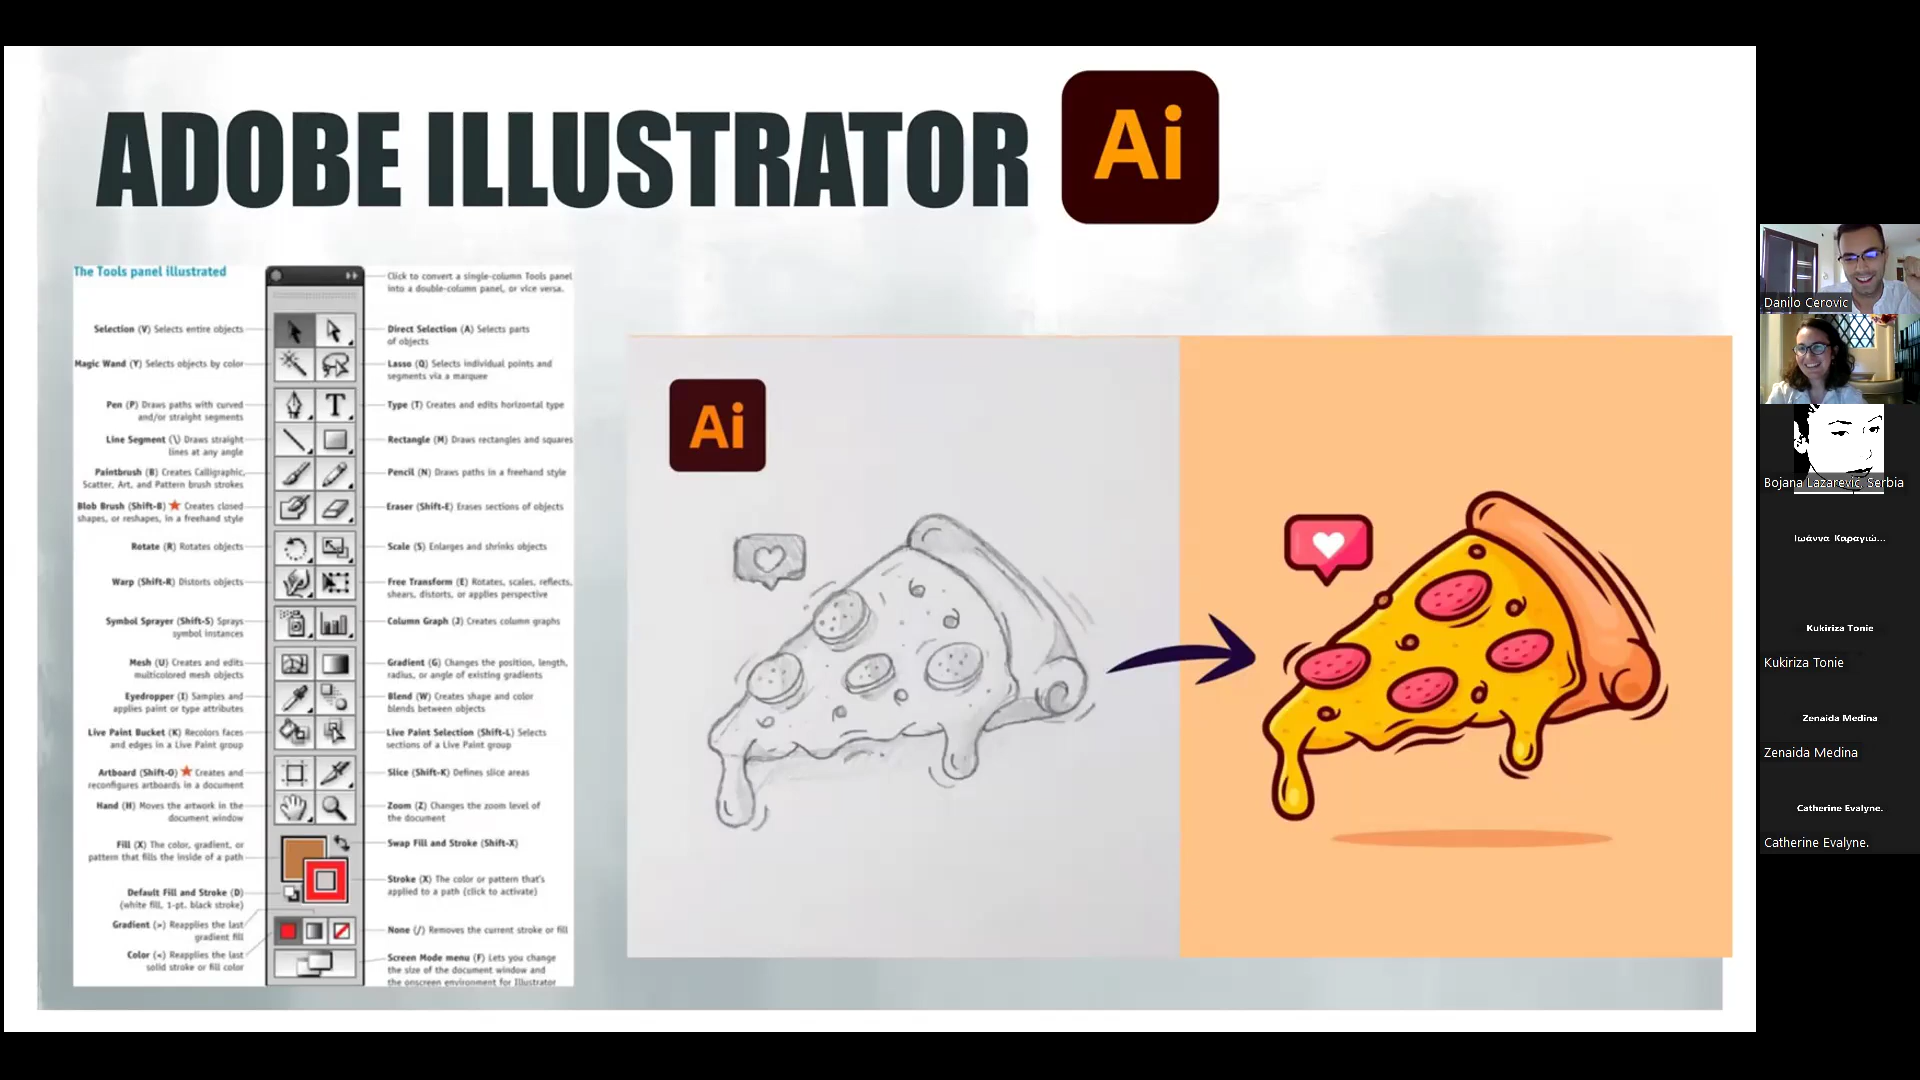 ADOBE ILLUSTRATOR
Ai
The Tools panel illustrated
Click to convert a single-column Tools panel
into a double-column panel, or vice versa.
Selection (V) Selects entire objects
Direct Selection (A) Selects parts
of objects
Magic Wand (Y) Selects objects by color
Lasso (Q) Selects individual points and
segments via a marquee
Pen (P) Draws paths with curved
and/or straight segments
Type (T) Creates and edits horizontal type
Line Segment (\) Draws straight
lines at any angle
Rectangle (M) Draws rectangles and squares
Paintbrush (B) Creates Calligraphic,
Scatter, Art, and Pattern brush strokes
Pencil (N) Draws paths in a freehand style
Blob Brush (Shift-B) ★ Creates closed
shapes, or reshapes, in a freehand style
Eraser (Shift-E) Erases sections of objects
Rotate (R) Rotates objects
Scale (S) Enlarges and shrinks objects
Warp (Shift-R) Distorts objects
Free Transform (E) Rotates, scales, reflects,
shears, distorts, or applies perspective
Symbol Sprayer (Shift-S) Sprays
symbol instances
Column Graph (J) Creates column graphs
Mesh (U) Creates and edits
multicolored mesh objects
Gradient (G) Changes the position, length,
radius, or angle of existing gradients
Eyedropper (I) Samples and
applies paint or type attributes
Blend (W) Creates shape and color
blends between objects
Live Paint Bucket (K) Recolors faces
and edges in a Live Paint group
Live Paint Selection (Shift-L) Selects
sections of a Live Paint group
Artboard (Shift-O) ★ Creates and
reconfigures artboards in a document
Slice (Shift-K) Defines slice areas
Hand (H) Moves the artwork in the
document window
Zoom (Z) Changes the zoom level of
the document
Fill (X) The color, gradient, or
pattern that fills the inside of a path
Swap Fill and Stroke (Shift-X)
Stroke (X) The color or pattern that's
applied to a path (click to activate)
Default Fill and Stroke (D)
(white fill, 1-pt. black stroke)
Gradient (>) Reapplies the last
gradient fill
None (/) Removes the current stroke or fill
Color (<) Reapplies the last
solid stroke or fill color
Screen Mode menu (F) Lets you change
the size of the document window and
the onscreen environment for Illustrator
T
Ai
Danilo Cerovic
Bojana Lazarević, Serbia
Ιωάννα Καραγιώ...
Kukiriza Tonie
Kukiriza Tonie
Zenaida Medina
Zenaida Medina
Catherine Evalyne.
Catherine Evalyne.